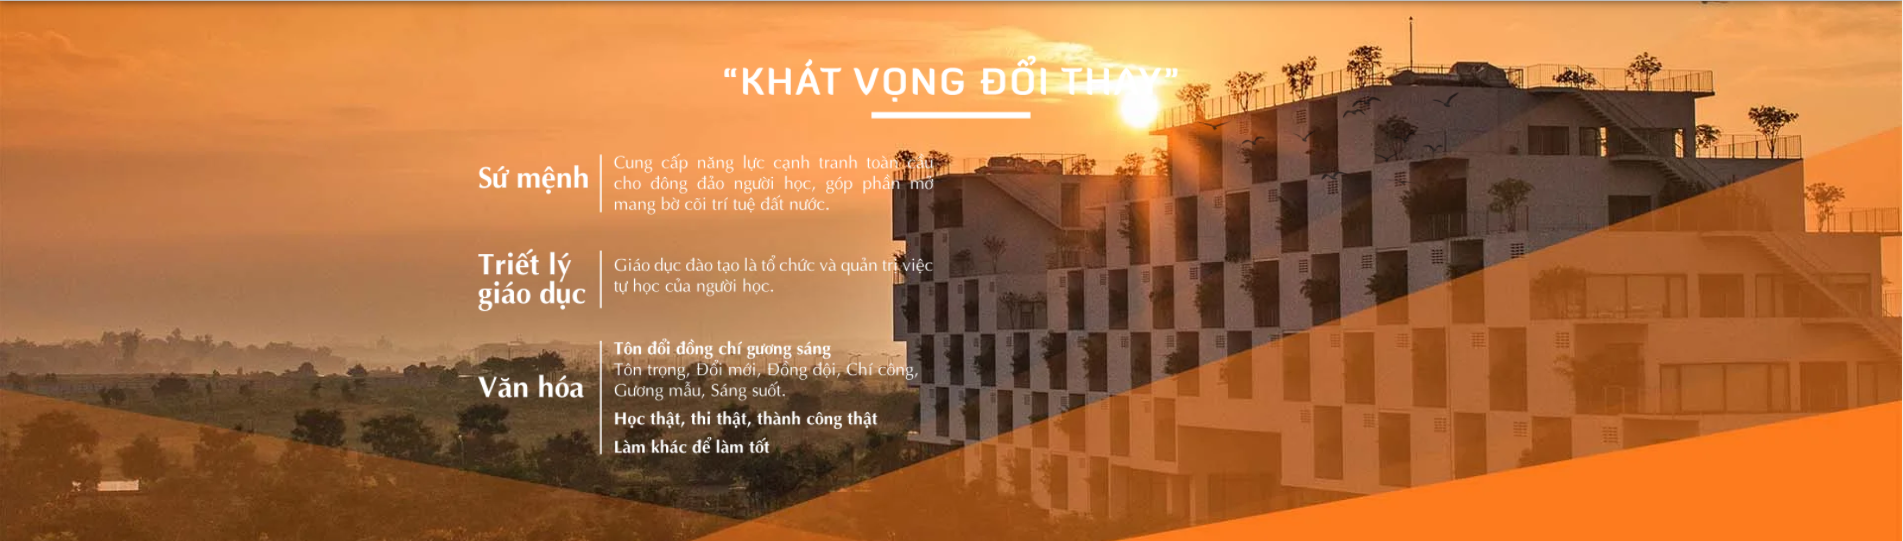 “KHÁT VỌNG ĐỔI THAY”
Sứ mệnh
Cung cấp năng lực cạnh tranh toàn cầu
cho đông đảo người học, góp phần mở
mang bờ cõi trí tuệ đất nước.
Triết lý
giáo dục
Giáo dục đào tạo là tổ chức và quản trị việc
tự học của người học.
Văn hóa
Tôn đổi đồng chí gương sáng
Tôn trọng, Đổi mới, Đồng đội, Chí công,
Gương mẫu, Sáng suốt.
Học thật, thi thật, thành công thật
Làm khác để làm tốt